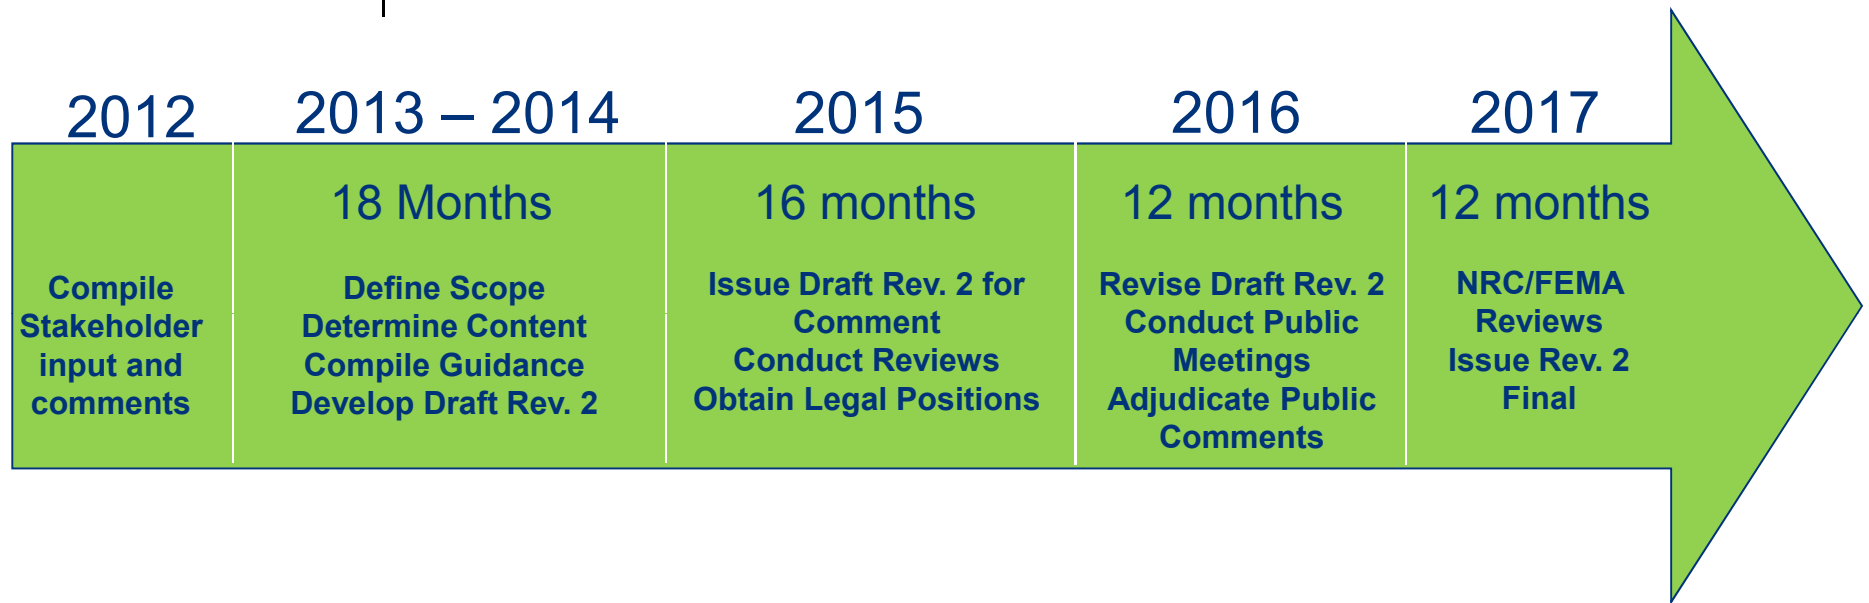 2012
Compile
Stakeholder
input and
comments
2013 – 2014
18 Months
Define Scope
Determine Content
Compile Guidance
Develop Draft Rev. 2
2015
16 months
Issue Draft Rev. 2 for
Comment
Conduct Reviews
Obtain Legal Positions
2016
12 months
Revise Draft Rev. 2
Conduct Public
Meetings
Adjudicate Public
Comments
2017
12 months
NRC/FEMA
Reviews
Issue Rev. 2
Final